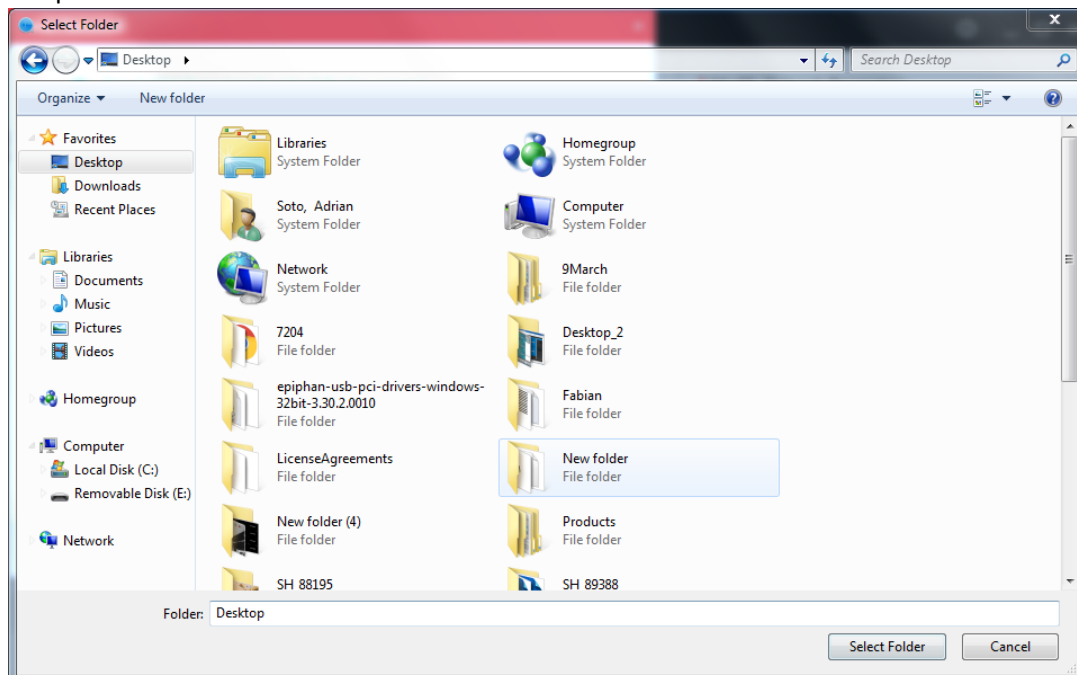 Select Folder
Desktop
Search Desktop
Organize
New folder
Favorites
Desktop
Downloads
Recent Places
Libraries
Documents
Music
Pictures
Videos
Homegroup
Computer
Local Disk (C:)
Removable Disk (E:)
Network
Libraries
System Folder
Homegroup
System Folder
Soto, Adrian
System Folder
Computer
System Folder
Network
System Folder
9March
File folder
7204
File folder
Desktop_2
File folder
epiphan-usb-pci-drivers-windows-
32bit-3.30.2.0010
File folder
Fabian
File folder
LicenseAgreements
File folder
New folder
File folder
New folder (4)
File folder
Products
File folder
SH 88195
SH 89388
Folder: Desktop
Select Folder
Cancel